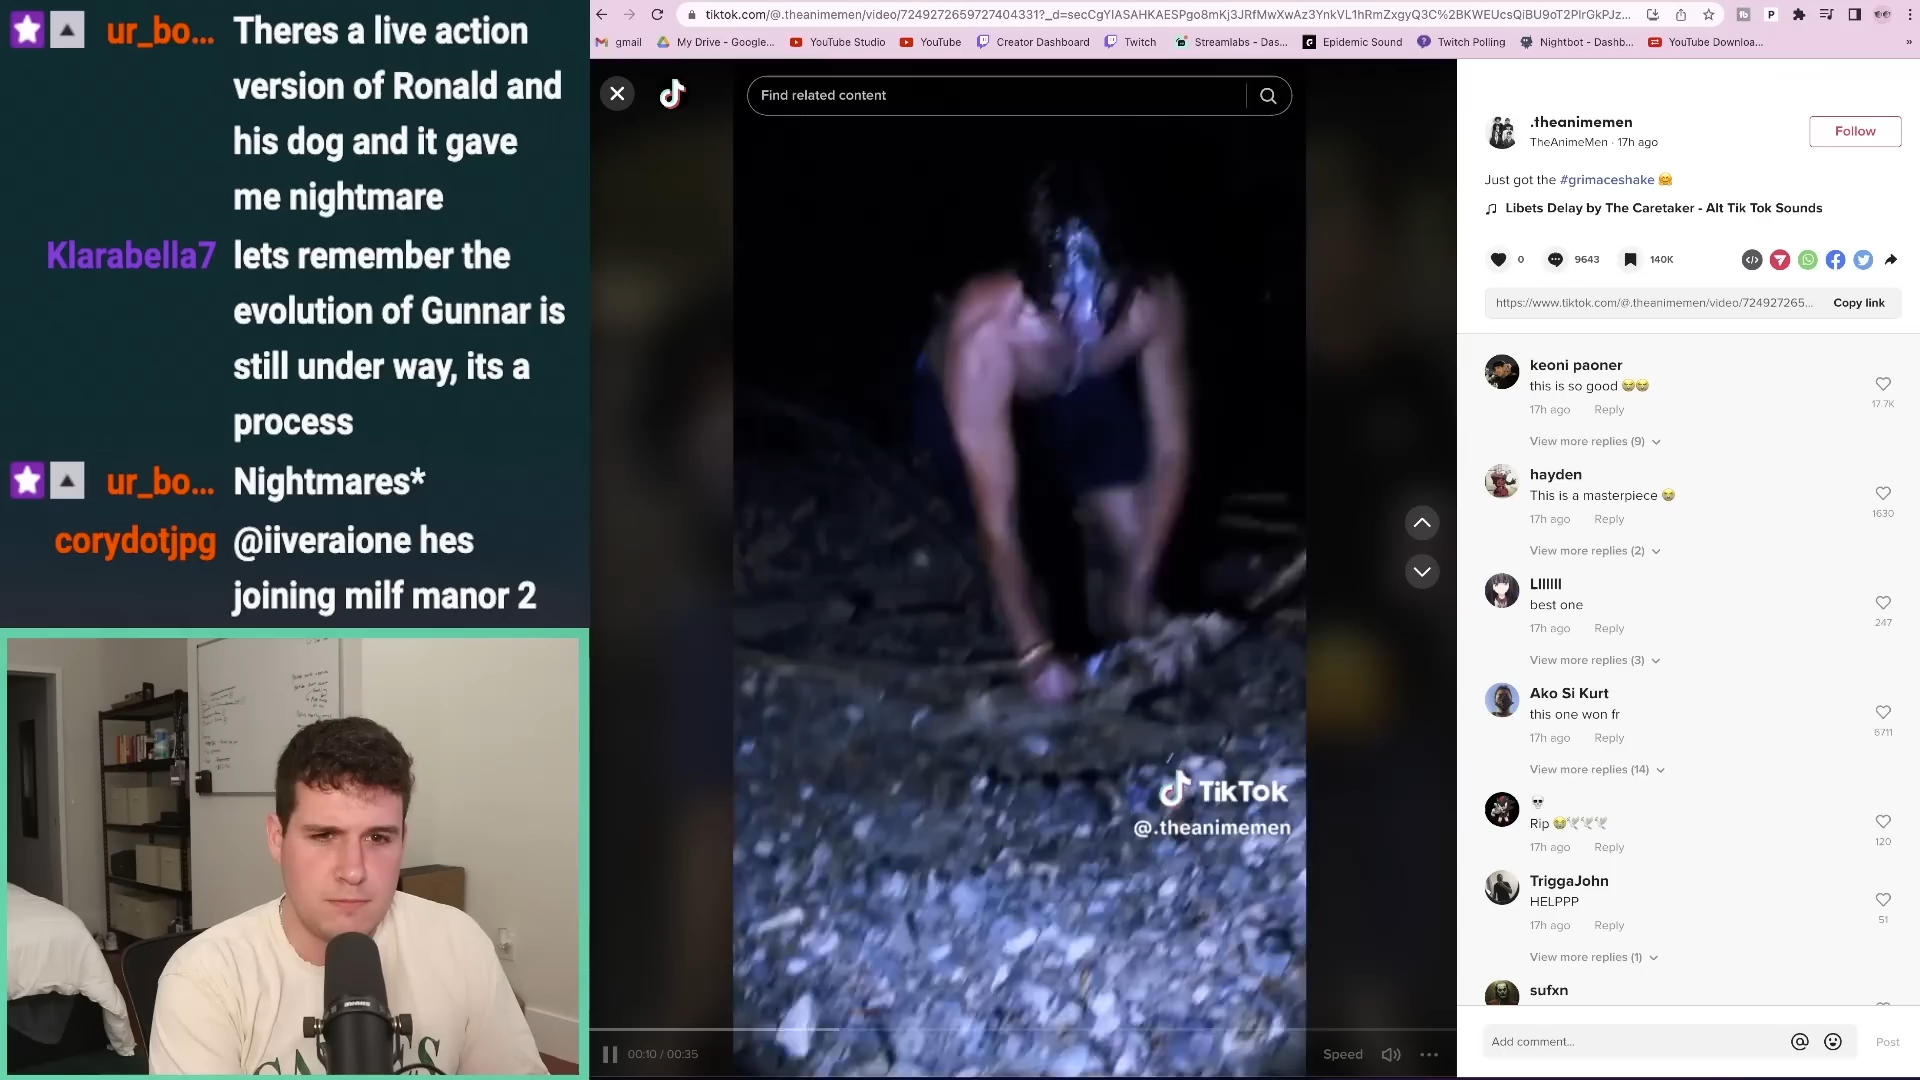 ur_bo... Theres a live action
version of Ronald and
his dog and it gave
me nightmare
Klarabella7 lets remember the
evolution of Gunnar is
still under way, its a
process
ur_bo... Nightmares*
corydotjpg @iiveraione hes
joining milf manor 2
gmail
My Drive - Google...
YouTube Studio
YouTube
Creator Dashboard
Twitch
Streamlabs - Das...
Epidemic Sound
Twitch Polling
Nightbot - Dashb...
YouTube Downloa...
Find related content
TikTok
@.theanimemen
00:10 / 00:35
Speed
.theanimemen
TheAnimeMen · 17h ago
Follow
Just got the #grimaceshake 🤗
Libets Delay by The Caretaker - Alt Tik Tok Sounds
0
9643
140K
https://www.tiktok.com/@.theanimemen/video/724927265...
Copy link
keoni paoner
this is so good 😭😭
17h ago Reply
17.7K
View more replies (9)
hayden
This is a masterpiece 😭
17h ago Reply
1630
View more replies (2)
Lllllll
best one
17h ago Reply
247
View more replies (3)
Ako Si Kurt
this one won fr
17h ago Reply
6711
View more replies (14)
💀
Rip 😭🕊🕊🕊
17h ago Reply
120
TriggaJohn
HELPPP
17h ago Reply
51
View more replies (1)
sufxn
Add comment...
Post